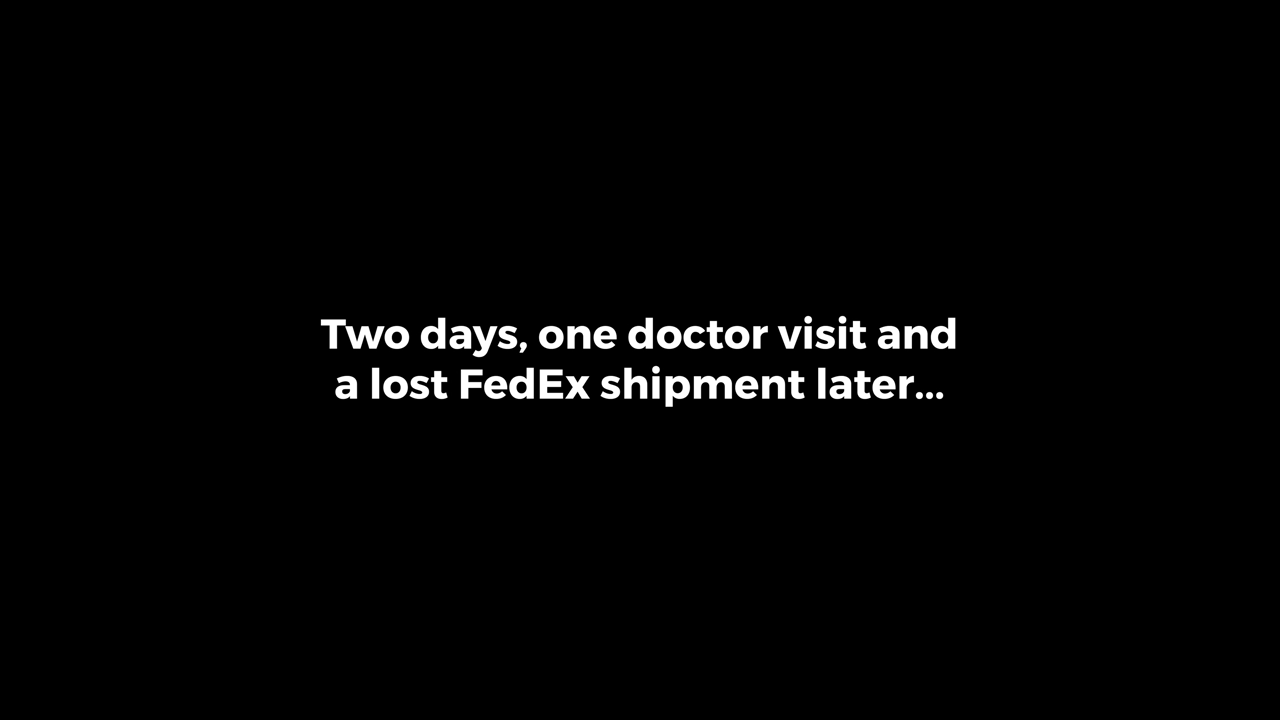 Two days, one doctor visit and
a lost FedEx shipment later...